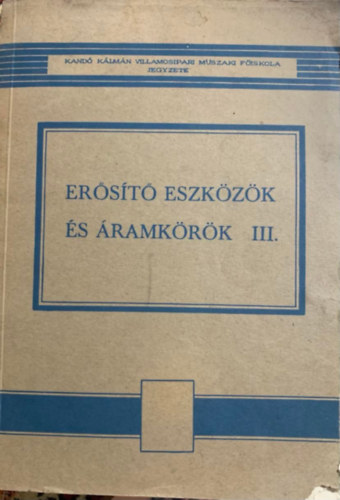 KANDÓ KÁLMÁN VILLAMOSIPARI MŰSZAKI FŐISKOLA
JEGYZETE
ERŐSÍTŐ ESZKÖZÖK
ÉS ÁRAMKÖRÖK III.